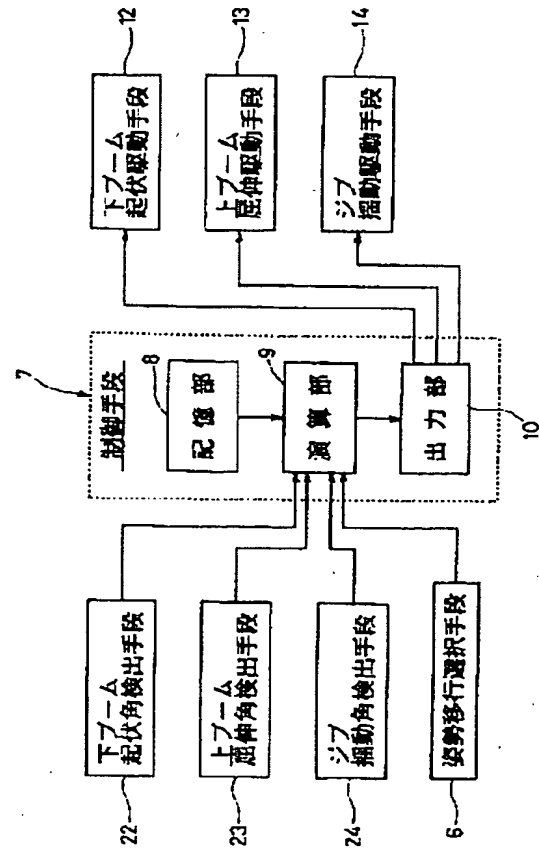 22
下ブーム
起伏角検出手段
23
上ブーム
屈伸角検出手段
24
ジブ
揺動角検出手段
6
姿勢移行選択手段
7
制御手段
8
記憶部
9
演算部
出力部
10
12
下ブーム
起伏駆動手段
13
上ブーム
屈伸駆動手段
14
ジブ
揺動駆動手段